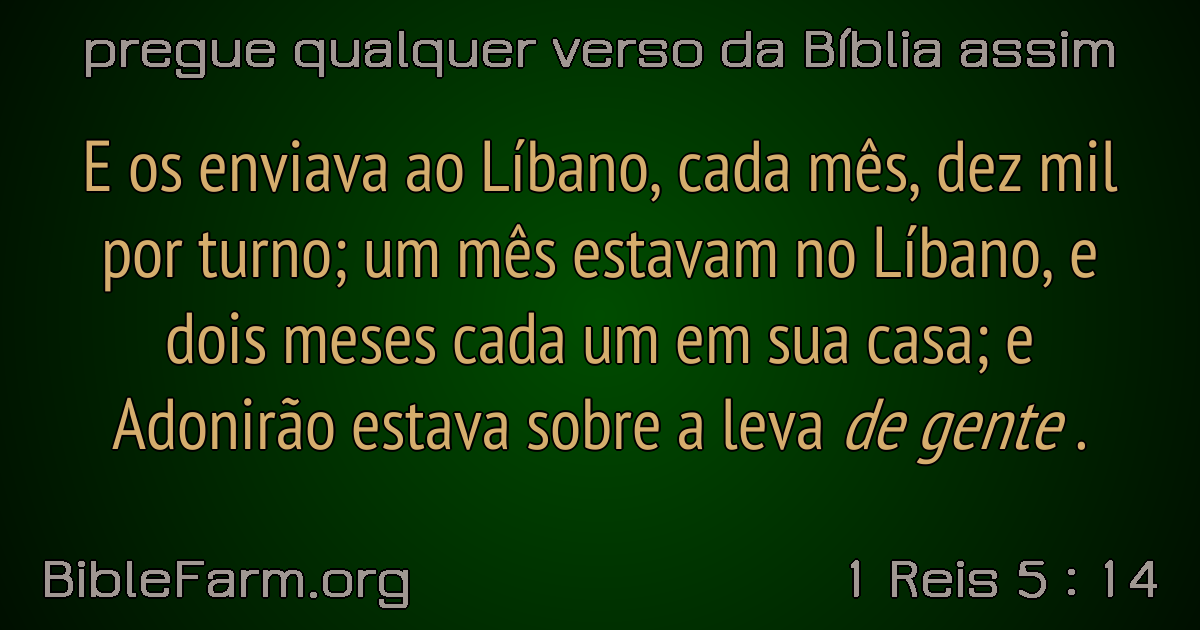 pregue qualquer verso da Bíblia assim
E os enviava ao Líbano, cada mês, dez mil
por turno; um mês estavam no Líbano, e
dois meses cada um em sua casa; e
Adonirão estava sobre a leva de gente .
BibleFarm.org
1 Reis 5 : 14